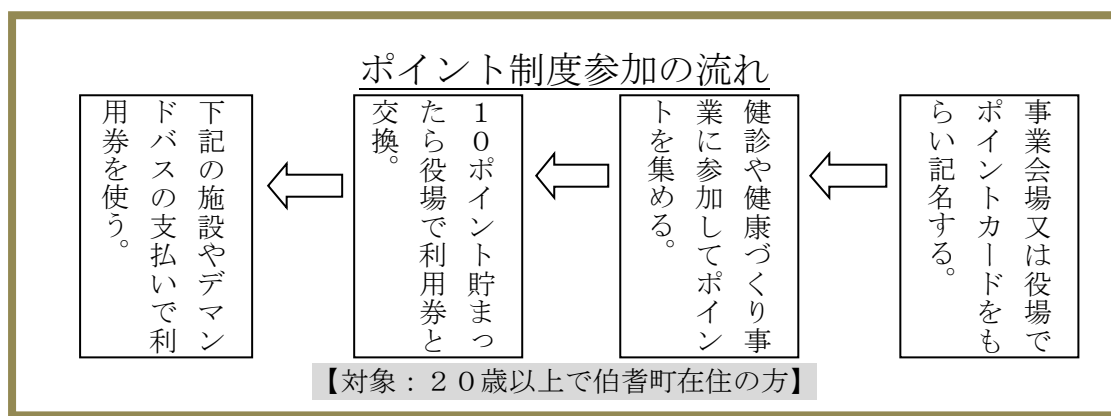 ポイント制度参加の流れ
事業会場又は役場で
ポイントカードをも
らい記名する。
健診や健康づくり事
業に参加してポイン
トを集める。
１０ポイント貯まっ
たら役場で利用券と
交換。
下記の施設やデマン
ドバスの支払いで利
用券を使う。
【対象：２０歳以上で伯耆町在住の方】